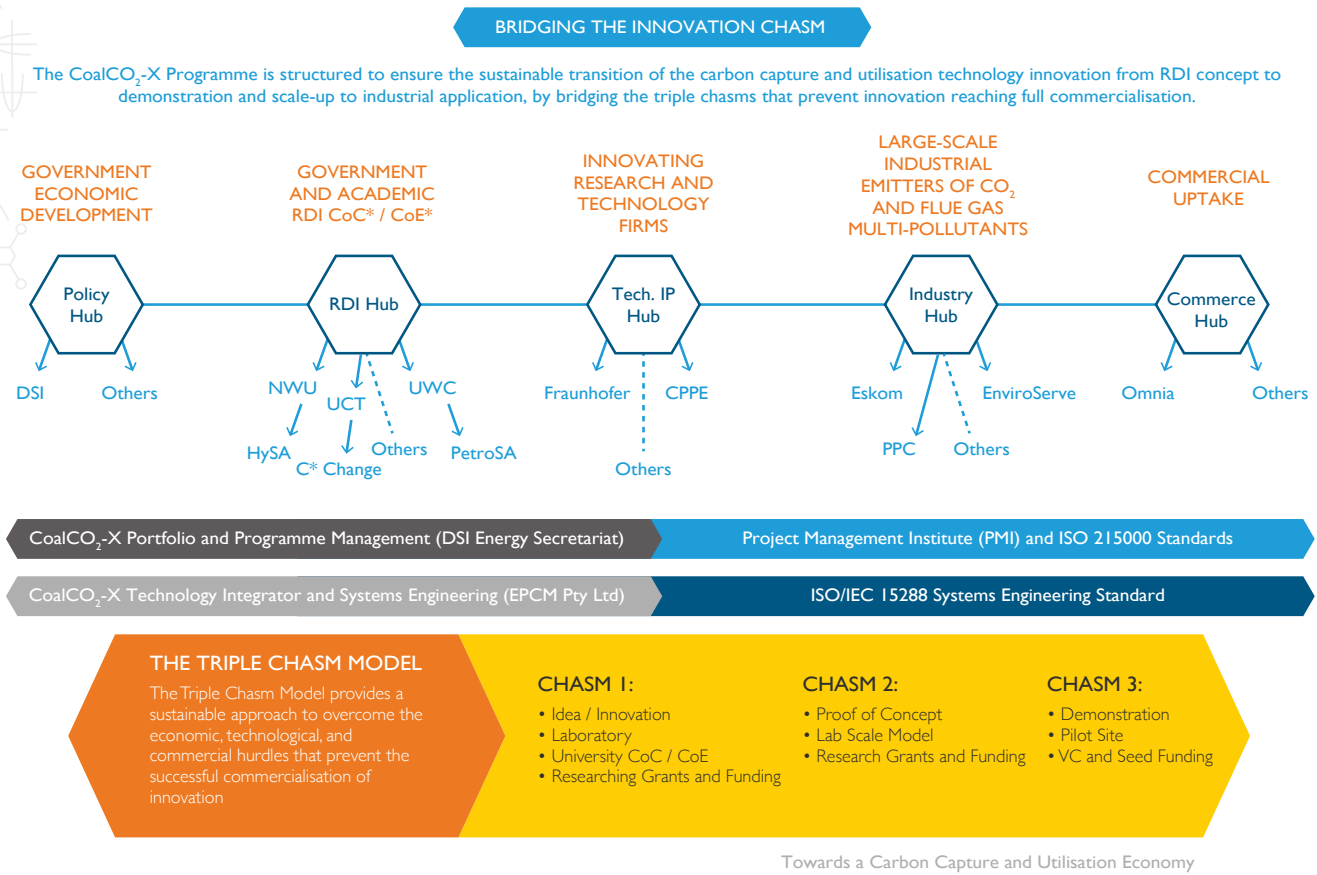 BRIDGING THE INNOVATION CHASM
The CoalCO₂-X Programme is structured to ensure the sustainable transition of the carbon capture and utilisation technology innovation from RDI concept to
demonstration and scale-up to industrial application, by bridging the triple chasms that prevent innovation reaching full commercialisation.
GOVERNMENT
ECONOMIC
DEVELOPMENT
GOVERNMENT
AND ACADEMIC
RDI CoC* / CoE*
INNOVATING
RESEARCH AND
TECHNOLOGY
FIRMS
LARGE-SCALE
INDUSTRIAL
EMITTERS OF CO₂
AND FLUE GAS
MULTI-POLLUTANTS
COMMERCIAL
UPTAKE
Policy
Hub
RDI Hub
Tech. IP
Hub
Industry
Hub
Commerce
Hub
DSI
Others
NWU
UCT
UWC
HySA
C* Change
Others
PetroSA
Fraunhofer
CPPE
Others
Eskom
EnviroServe
PPC
Others
Omnia
Others
CoalCO₂-X Portfolio and Programme Management (DSI Energy Secretariat)
Project Management Institute (PMI) and ISO 215000 Standards
CoalCO₂-X Technology Integrator and Systems Engineering (EPCM Pty Ltd)
ISO/IEC 15288 Systems Engineering Standard
THE TRIPLE CHASM MODEL
The Triple Chasm Model provides a
sustainable approach to overcome the
economic, technological, and
commercial hurdles that prevent the
successful commercialisation of
innovation
CHASM 1:
• Idea / Innovation
• Laboratory
• University CoC / CoE
• Researching Grants and Funding
CHASM 2:
• Proof of Concept
• Lab Scale Model
• Research Grants and Funding
CHASM 3:
• Demonstration
• Pilot Site
• VC and Seed Funding
Towards a Carbon Capture and Utilisation Economy